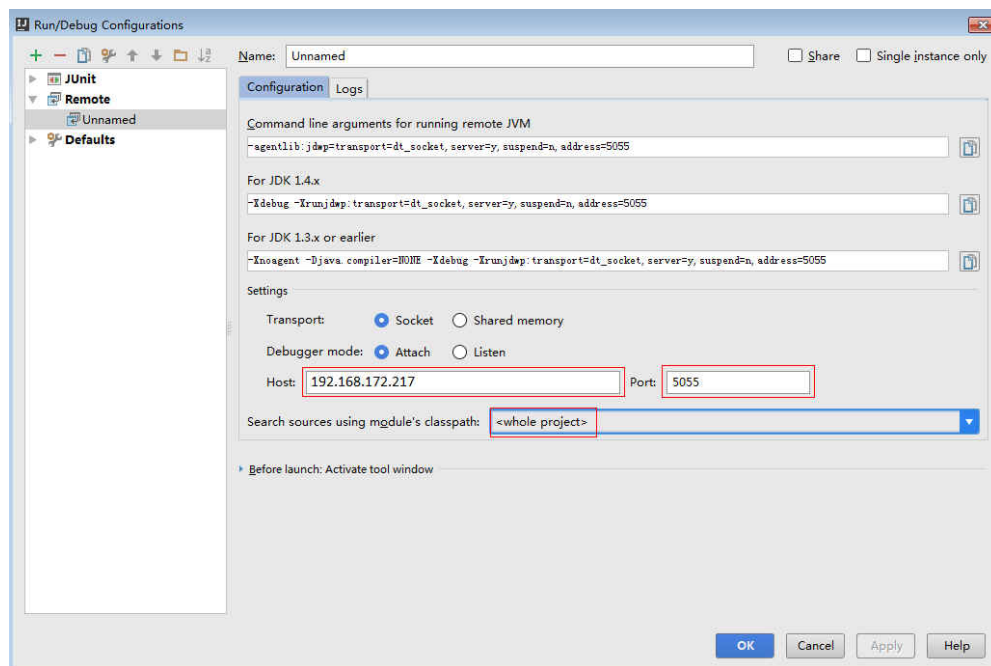 Run/Debug Configurations
Name: Unnamed
Share
Single instance only
JUnit
Remote
Unnamed
Defaults
Configuration
Logs
Command line arguments for running remote JVM
-agentlib:jdwp=transport=dt_socket, server=y, suspend=n, address=5055
For JDK 1.4.x
-Xdebug -Xrunjdwp:transport=dt_socket, server=y, suspend=n, address=5055
For JDK 1.3.x or earlier
-Xnoagent -Djava.compiler=NONE -Xdebug -Xrunjdwp:transport=dt_socket, server=y, suspend=n, address=5055
Settings
Transport: Socket Shared memory
Debugger mode: Attach Listen
Host: 192.168.172.217 Port: 5055
Search sources using module's classpath: <whole project>
Before launch: Activate tool window
OK Cancel Apply Help